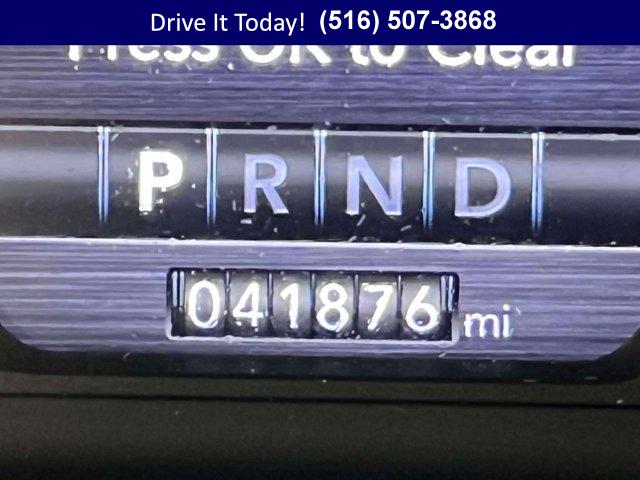 Drive It Today! (516) 507-3868
Press OK to Clear
P R N D
041876 mi